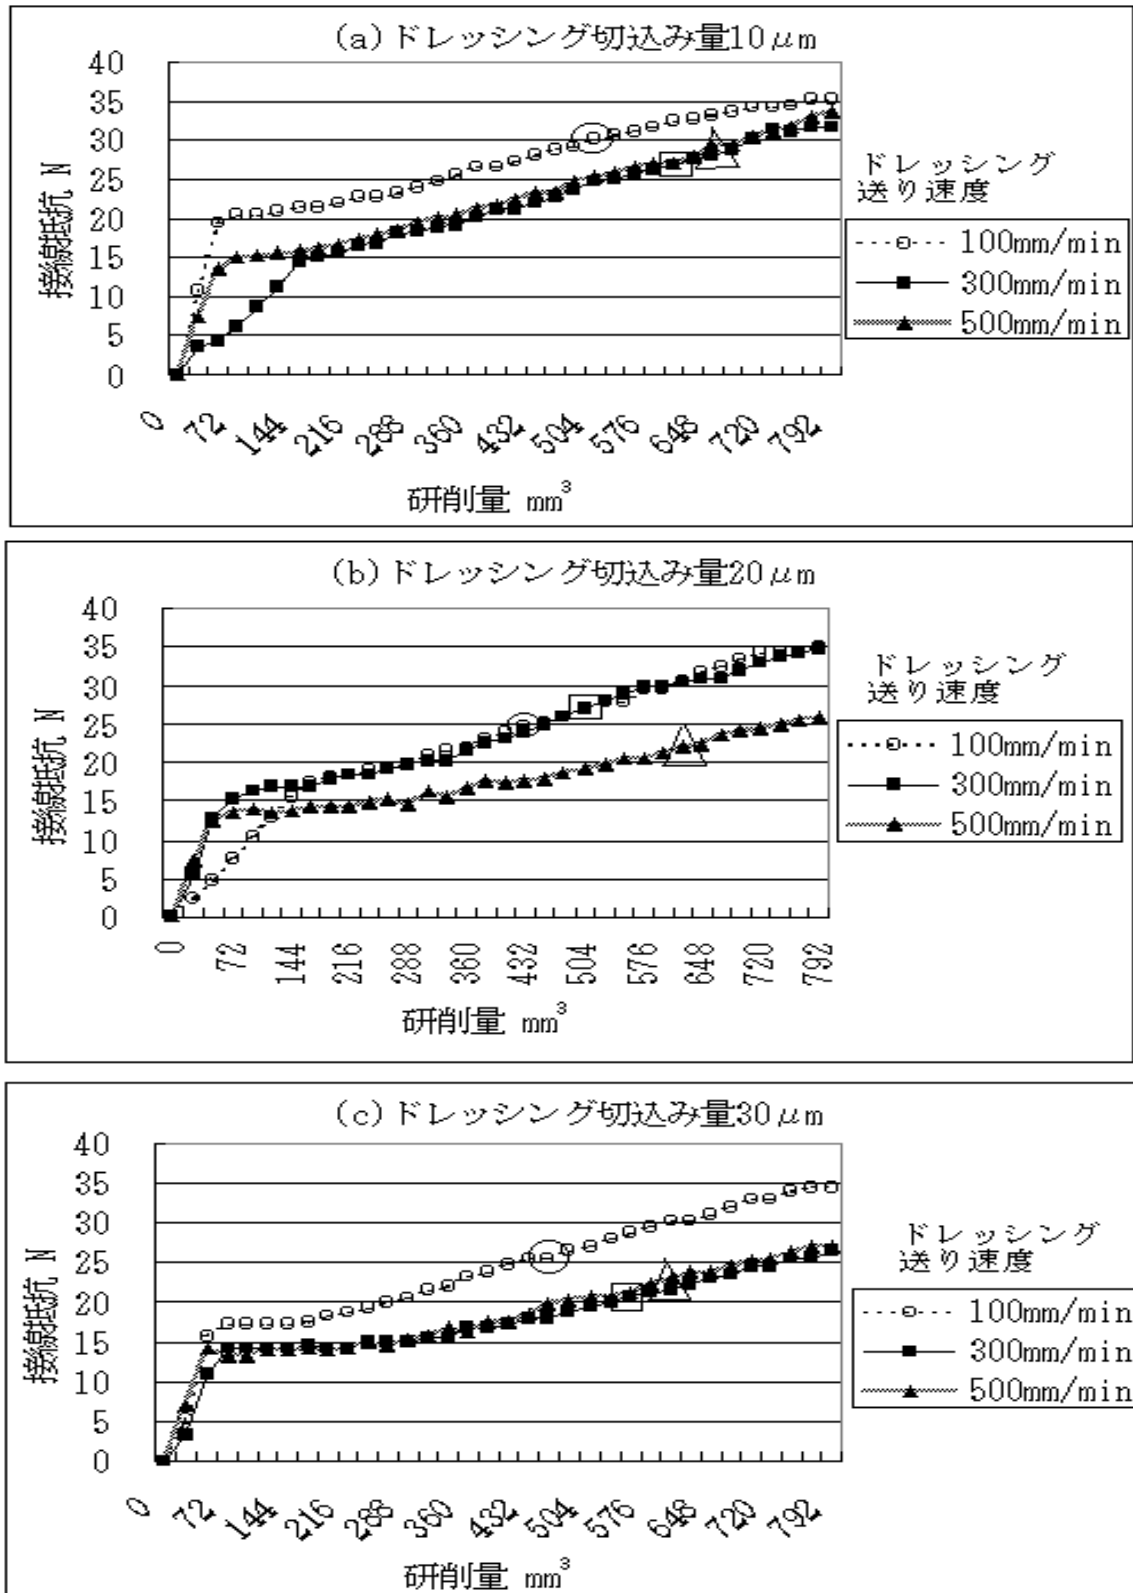 (a)ドレッシング切込み量10μm
40
35
30
25
20
15
10
5
0
接線抵抗 N
0
72
144
216
288
360
432
504
576
648
720
792
研削量 mm³
ドレッシング
送り速度
100mm/min
300mm/min
500mm/min
(b)ドレッシング切込み量20μm
40
35
30
25
20
15
10
5
0
接線抵抗 N
0
72
144
216
288
360
432
504
576
648
720
792
研削量 mm³
ドレッシング
送り速度
100mm/min
300mm/min
500mm/min
(c)ドレッシング切込み量30μm
40
35
30
25
20
15
10
5
0
接線抵抗 N
0
72
144
216
288
360
432
504
576
648
720
792
研削量 mm³
ドレッシング
送り速度
100mm/min
300mm/min
500mm/min